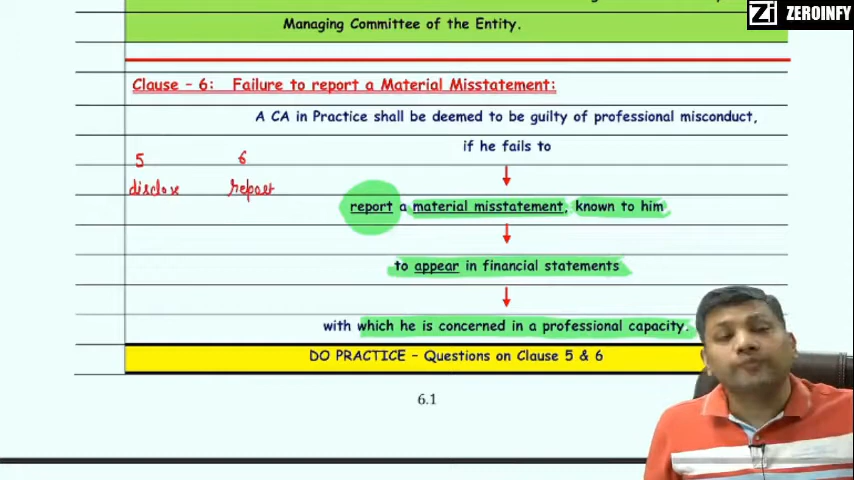 ZEROINFY
Managing Committee of the Entity.
Clause – 6: Failure to report a Material Misstatement:
A CA in Practice shall be deemed to be guilty of professional misconduct,
if he fails to
5 6
disclose report
report a material misstatement, known to him
to appear in financial statements
with which he is concerned in a professional capacity.
DO PRACTICE – Questions on Clause 5 & 6
6.1